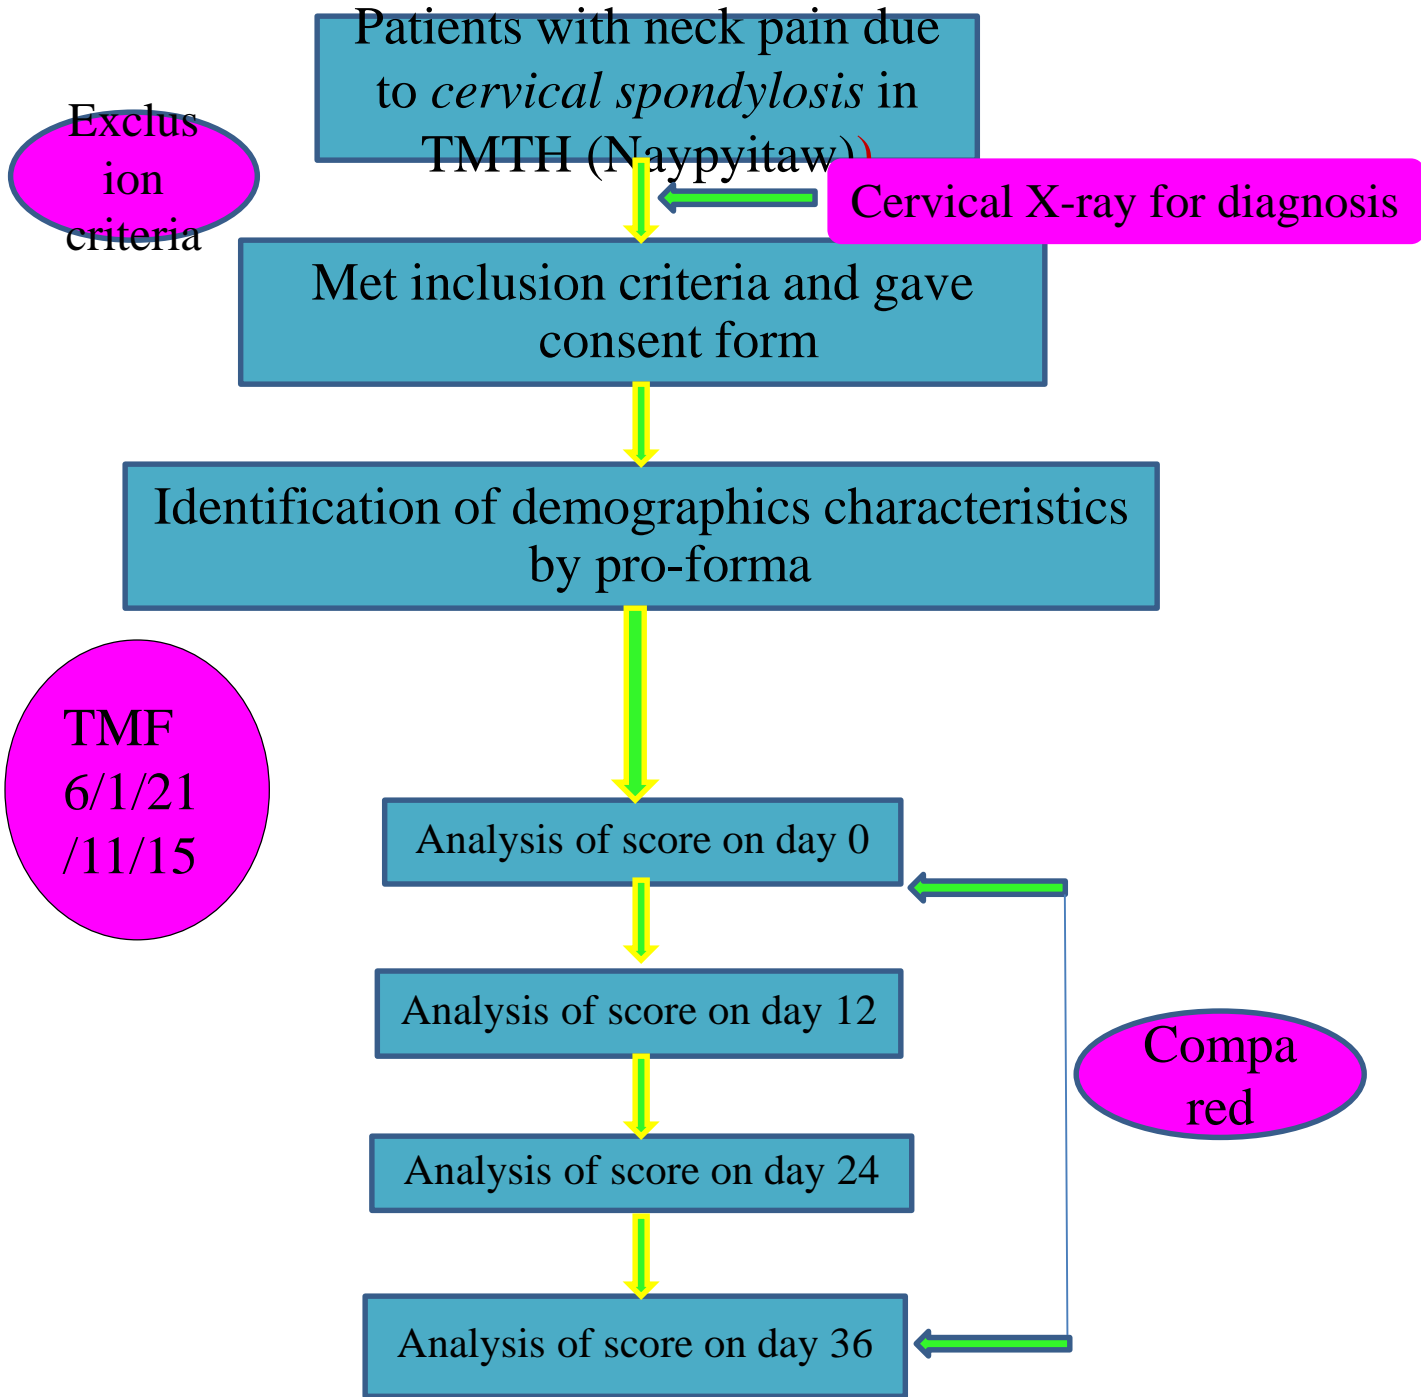 Patients with neck pain due
to cervical spondylosis in
TMTH (Naypyitaw))
Exclus
ion
criteria
Cervical X-ray for diagnosis
Met inclusion criteria and gave
consent form
Identification of demographics characteristics
by pro-forma
TMF
6/1/21
/11/15
Analysis of score on day 0
Analysis of score on day 12
Compa
red
Analysis of score on day 24
Analysis of score on day 36